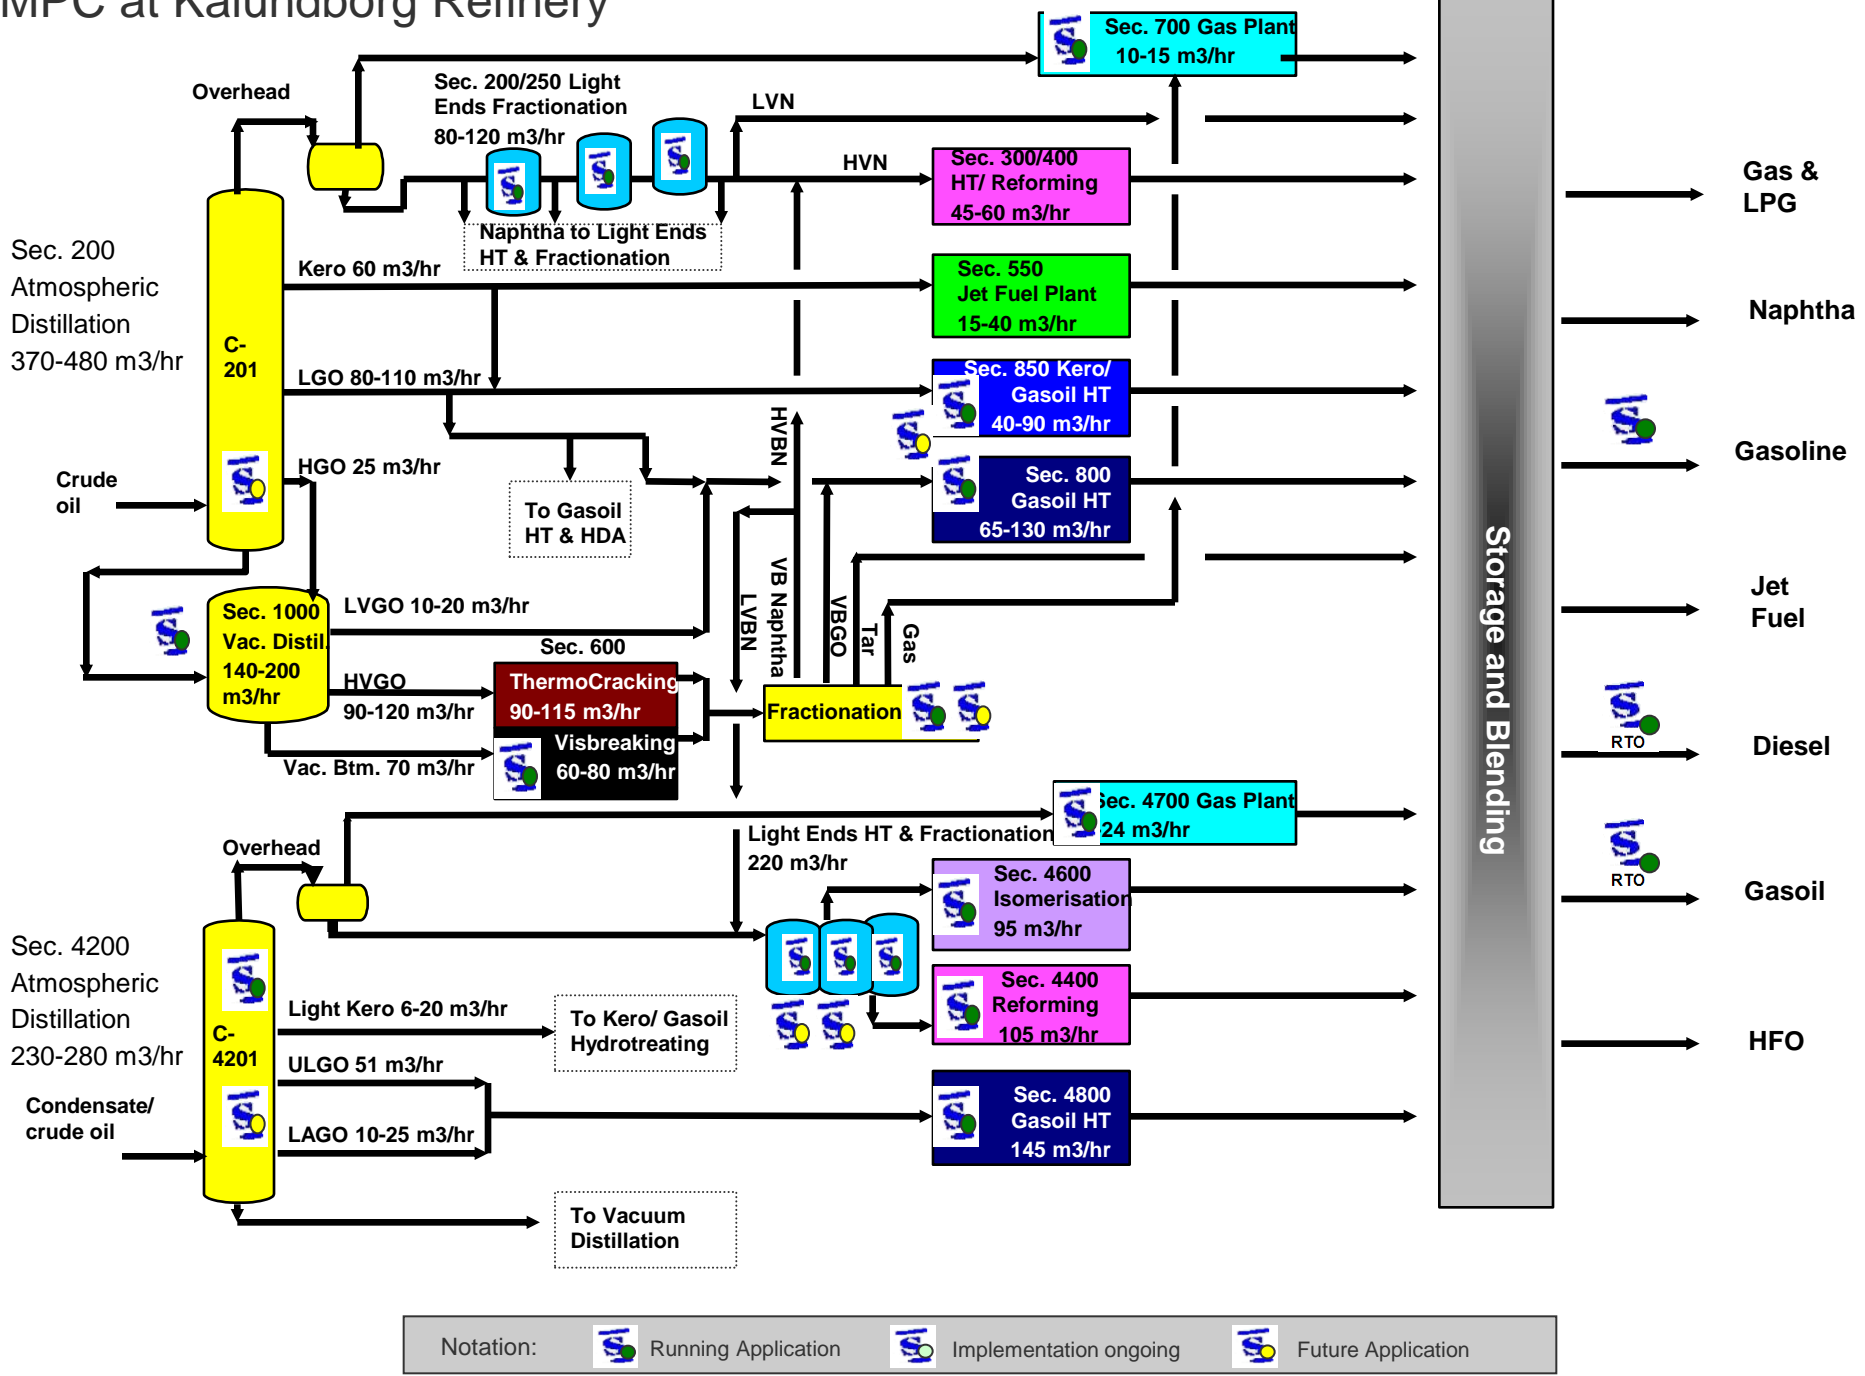 MPC at Kalundborg Refinery
Sec. 700 Gas Plant
10-15 m3/hr
Overhead
Sec. 200/250 Light
Ends Fractionation
80-120 m3/hr
LVN
HVN
Sec. 300/400
HT/ Reforming
45-60 m3/hr
Gas &
LPG
Naphtha to Light Ends
HT & Fractionation
Sec. 200
Atmospheric
Distillation
370-480 m3/hr
Kero 60 m3/hr
Sec. 550
Jet Fuel Plant
15-40 m3/hr
Naphtha
C-
201
LGO 80-110 m3/hr
Sec. 850 Kero/
Gasoil HT
40-90 m3/hr
HVBN
Gasoline
HGO 25 m3/hr
Crude
oil
To Gasoil
HT & HDA
Sec. 800
Gasoil HT
65-130 m3/hr
Storage and Blending
VB Naphtha
LVBN
VBGO
Tar
Gas
Jet
Fuel
Sec. 1000
Vac. Distil.
140-200
m3/hr
LVGO 10-20 m3/hr
Sec. 600
HVGO
90-120 m3/hr
ThermoCracking
90-115 m3/hr
Fractionation
Visbreaking
60-80 m3/hr
Vac. Btm. 70 m3/hr
RTO
Diesel
Sec. 4700 Gas Plant
-24 m3/hr
Overhead
Light Ends HT & Fractionation
220 m3/hr
Sec. 4600
Isomerisation
95 m3/hr
RTO
Gasoil
Sec. 4200
Atmospheric
Distillation
230-280 m3/hr
Light Kero 6-20 m3/hr
To Kero/ Gasoil
Hydrotreating
Sec. 4400
Reforming
105 m3/hr
C-
4201
HFO
ULGO 51 m3/hr
Condensate/
crude oil
LAGO 10-25 m3/hr
Sec. 4800
Gasoil HT
145 m3/hr
To Vacuum
Distillation
Notation:
Running Application
Implementation ongoing
Future Application